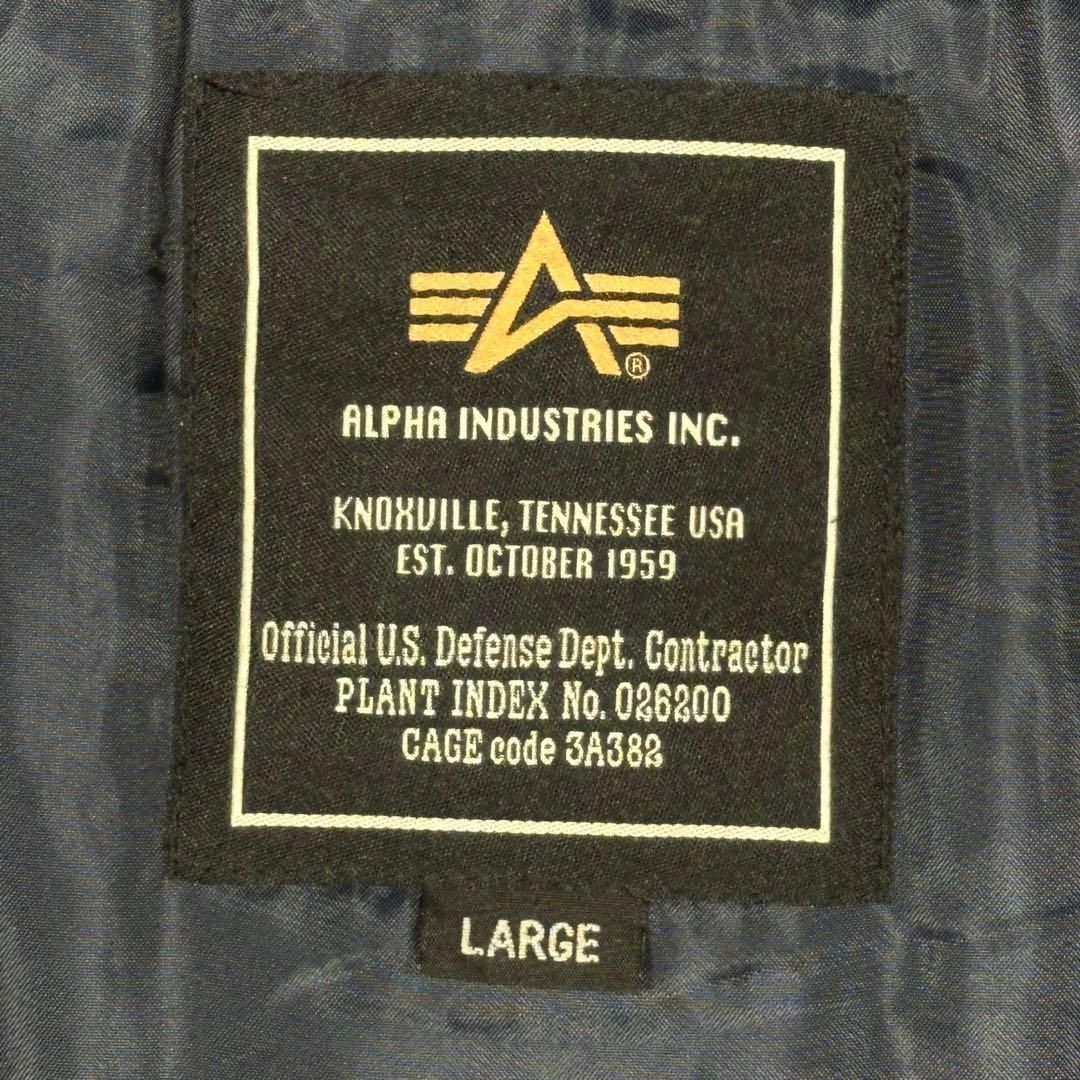 ®
ALPHA INDUSTRIES INC.
KNOXVILLE, TENNESSEE USA
EST. OCTOBER 1959
Official U.S. Defense Dept. Contractor
PLANT INDEX No. 026200
CAGE code 3A382
LARGE